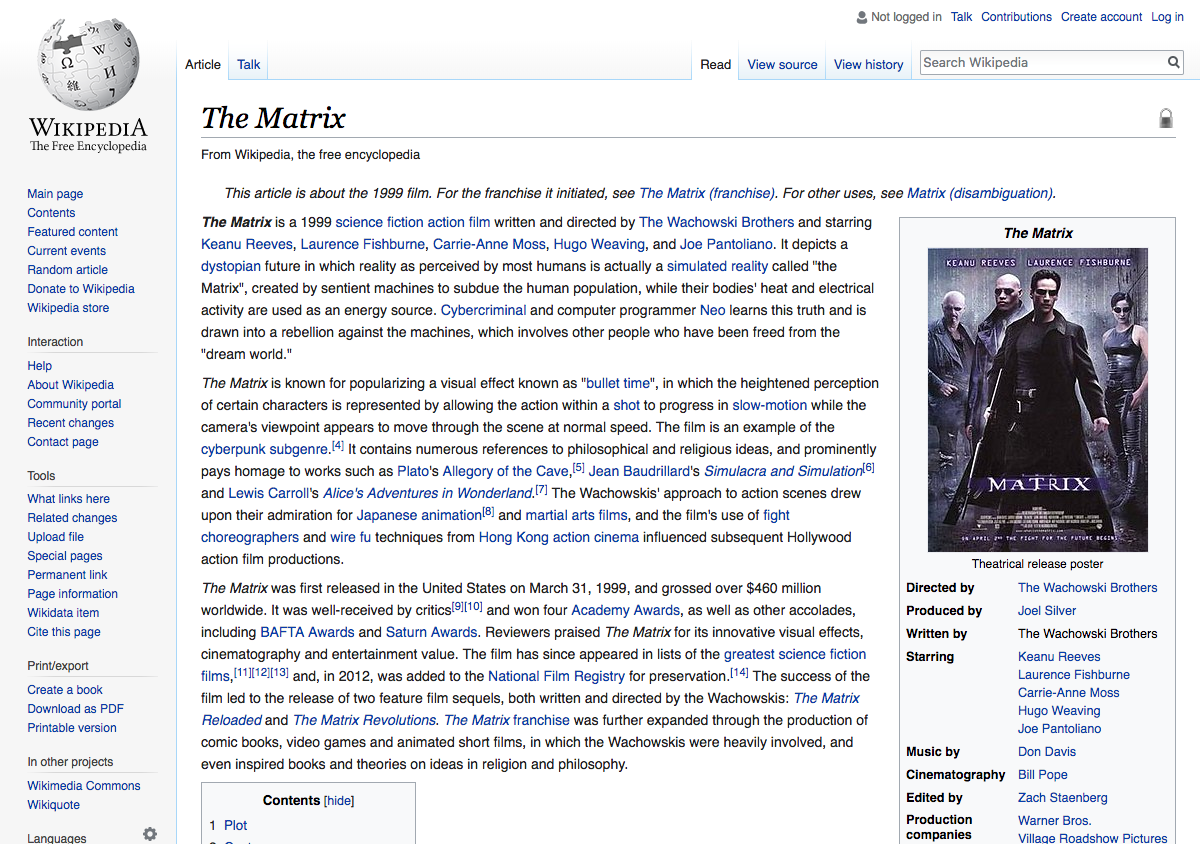 Not logged in Talk Contributions Create account Log in
Article Talk Read View source View history Search Wikipedia
WIKIPEDIA
The Free Encyclopedia
Main page
Contents
Featured content
Current events
Random article
Donate to Wikipedia
Wikipedia store
Interaction
Help
About Wikipedia
Community portal
Recent changes
Contact page
Tools
What links here
Related changes
Upload file
Special pages
Permanent link
Page information
Wikidata item
Cite this page
Print/export
Create a book
Download as PDF
Printable version
In other projects
Wikimedia Commons
Wikiquote
Languages
The Matrix
From Wikipedia, the free encyclopedia
This article is about the 1999 film. For the franchise it initiated, see The Matrix (franchise). For other uses, see Matrix (disambiguation).
The Matrix is a 1999 science fiction action film written and directed by The Wachowski Brothers and starring
Keanu Reeves, Laurence Fishburne, Carrie-Anne Moss, Hugo Weaving, and Joe Pantoliano. It depicts a
dystopian future in which reality as perceived by most humans is actually a simulated reality called "the
Matrix", created by sentient machines to subdue the human population, while their bodies' heat and electrical
activity are used as an energy source. Cybercriminal and computer programmer Neo learns this truth and is
drawn into a rebellion against the machines, which involves other people who have been freed from the
"dream world."
The Matrix is known for popularizing a visual effect known as "bullet time", in which the heightened perception
of certain characters is represented by allowing the action within a shot to progress in slow-motion while the
camera's viewpoint appears to move through the scene at normal speed. The film is an example of the
cyberpunk subgenre.[4] It contains numerous references to philosophical and religious ideas, and prominently
pays homage to works such as Plato's Allegory of the Cave,[5] Jean Baudrillard's Simulacra and Simulation[6]
and Lewis Carroll's Alice's Adventures in Wonderland.[7] The Wachowskis' approach to action scenes drew
upon their admiration for Japanese animation[8] and martial arts films, and the film's use of fight
choreographers and wire fu techniques from Hong Kong action cinema influenced subsequent Hollywood
action film productions.
The Matrix was first released in the United States on March 31, 1999, and grossed over $460 million
worldwide. It was well-received by critics[9][10] and won four Academy Awards, as well as other accolades,
including BAFTA Awards and Saturn Awards. Reviewers praised The Matrix for its innovative visual effects,
cinematography and entertainment value. The film has since appeared in lists of the greatest science fiction
films,[11][12][13] and, in 2012, was added to the National Film Registry for preservation.[14] The success of the
film led to the release of two feature film sequels, both written and directed by the Wachowskis: The Matrix
Reloaded and The Matrix Revolutions. The Matrix franchise was further expanded through the production of
comic books, video games and animated short films, in which the Wachowskis were heavily involved, and
even inspired books and theories on ideas in religion and philosophy.
Contents [hide]
1 Plot
The Matrix
KEANU REEVES LAURENCE FISHBURNE
MATRIX
ON APRIL 2ND THE FIGHT FOR THE FUTURE BEGINS
Theatrical release poster
Directed by The Wachowski Brothers
Produced by Joel Silver
Written by The Wachowski Brothers
Starring Keanu Reeves
Laurence Fishburne
Carrie-Anne Moss
Hugo Weaving
Joe Pantoliano
Music by Don Davis
Cinematography Bill Pope
Edited by Zach Staenberg
Production Warner Bros.
companies Village Roadshow Pictures